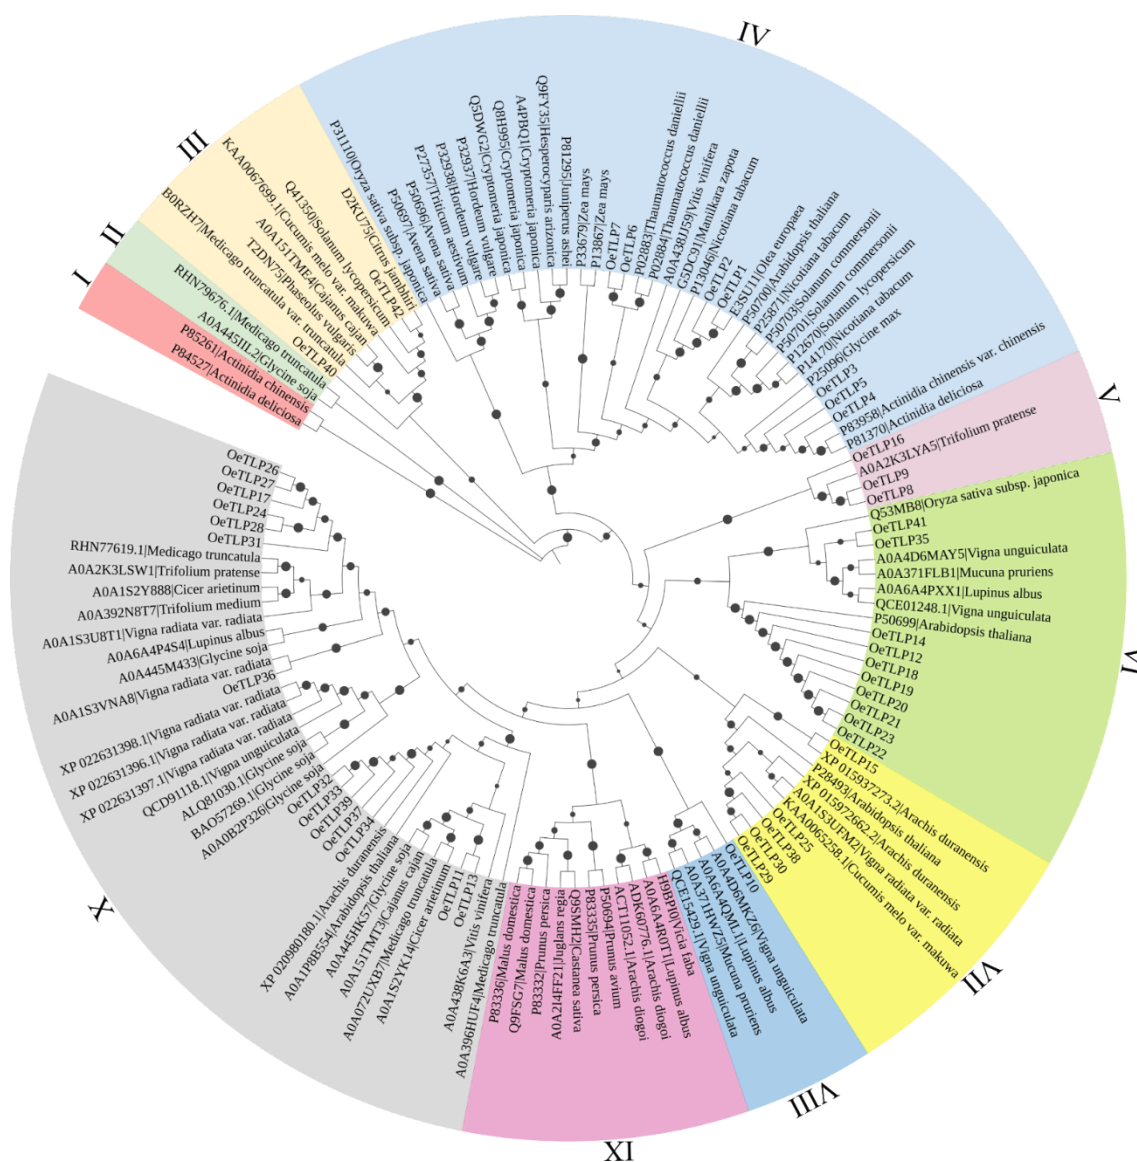 I
P84527|Actinidia deliciosa
P85261|Actinidia chinensis
II
A0A445IIL2|Glycine soja
RHN79676.1|Medicago truncatula
III
OeTLP40
B0RZH7|Medicago truncatula var. truncatula
T2DN75|Phaseolus vulgaris
A0A151TME4|Cajanus cajan
KAA0067699.1|Cucumis melo var. makuwa
Q41350|Solanum lycopersicum
OeTLP42
D2KU75|Citrus jambhiri
IV
P31110|Oryza sativa subsp. japonica
P50697|Avena sativa
P50696|Avena sativa
P27357|Triticum aestivum
P32938|Hordeum vulgare
P32937|Hordeum vulgare
Q5DWG2|Cryptomeria japonica
Q8H995|Cryptomeria japonica
A4PBQ1|Cryptomeria japonica
Q9FY35|Hesperocyparis arizonica
P81295|Juniperus ashei
P33679|Zea mays
P13867|Zea mays
OeTLP7
OeTLP6
P02883|Thaumatococcus daniellii
P02884|Thaumatococcus daniellii
A0A438J059|Vitis vinifera
G5DC91|Manilkara zapota
P13046|Nicotiana tabacum
OeTLP2
OeTLP1
E3SU11|Olea europaea
P50700|Arabidopsis thaliana
P25871|Nicotiana tabacum
P50703|Solanum commersonii
P50701|Solanum commersonii
P12670|Solanum lycopersicum
P14170|Nicotiana tabacum
P25096|Glycine max
OeTLP3
OeTLP5
OeTLP4
P83958|Actinidia chinensis var. chinensis
P81370|Actinidia deliciosa
V
OeTLP16
A0A2K3LYA5|Trifolium pratense
OeTLP9
OeTLP8
VI
Q53MB8|Oryza sativa subsp. japonica
OeTLP41
OeTLP35
A0A4D6MAY5|Vigna unguiculata
A0A371FLB1|Mucuna pruriens
A0A6A4PXX1|Lupinus albus
QCE01248.1|Vigna unguiculata
P50699|Arabidopsis thaliana
OeTLP14
OeTLP12
OeTLP18
OeTLP19
OeTLP20
OeTLP21
OeTLP23
OeTLP22
VII
OeTLP15
XP 015937273.2|Arachis duranensis
P28493|Arabidopsis thaliana
XP 015972662.2|Arachis duranensis
A0A1S3UFM2|Vigna radiata var. radiata
KAA0065258.1|Cucumis melo var. makuwa
OeTLP25
OeTLP38
OeTLP30
OeTLP29
VIII
OeTLP10
A0A4D6MKZ6|Vigna unguiculata
A0A6A4QML1|Lupinus albus
A0A371HWZ5|Mucuna pruriens
QCE15429.1|Vigna unguiculata
XI
H9BPI0|Vicia faba
A0A6A4R0T1|Lupinus albus
ADK60776.1|Arachis diogoi
ACT11052.1|Arachis diogoi
P50694|Prunus avium
P83335|Prunus persica
Q9SMH2|Castanea sativa
A0A2I4FF21|Juglans regia
P83332|Prunus persica
Q9FSG7|Malus domestica
P83336|Malus domestica
X
A0A396HUF4|Medicago truncatula
A0A438K6A3|Vitis vinifera
OeTLP13
OeTLP11
A0A1S2YK14|Cicer arietinum
A0A072UXB7|Medicago truncatula
A0A151TMT3|Cajanus cajan
A0A445HK57|Glycine soja
A0A1P8B554|Arabidopsis thaliana
XP 020980180.1|Arachis duranensis
OeTLP34
OeTLP37
OeTLP39
OeTLP33
OeTLP32
A0A0B2P326|Glycine soja
BAO57269.1|Glycine soja
ALQ81030.1|Glycine soja
QCD91118.1|Vigna unguiculata
XP 022631397.1|Vigna radiata var. radiata
XP 022631396.1|Vigna radiata var. radiata
XP 022631398.1|Vigna radiata var. radiata
OeTLP36
A0A1S3VNA8|Vigna radiata var. radiata
A0A445M433|Glycine soja
A0A6A4P4S4|Lupinus albus
A0A1S3U8T1|Vigna radiata var. radiata
A0A392N8T7|Trifolium medium
A0A1S2Y888|Cicer arietinum
A0A2K3LSW1|Trifolium pratense
RHN77619.1|Medicago truncatula
OeTLP31
OeTLP28
OeTLP24
OeTLP17
OeTLP27
OeTLP26